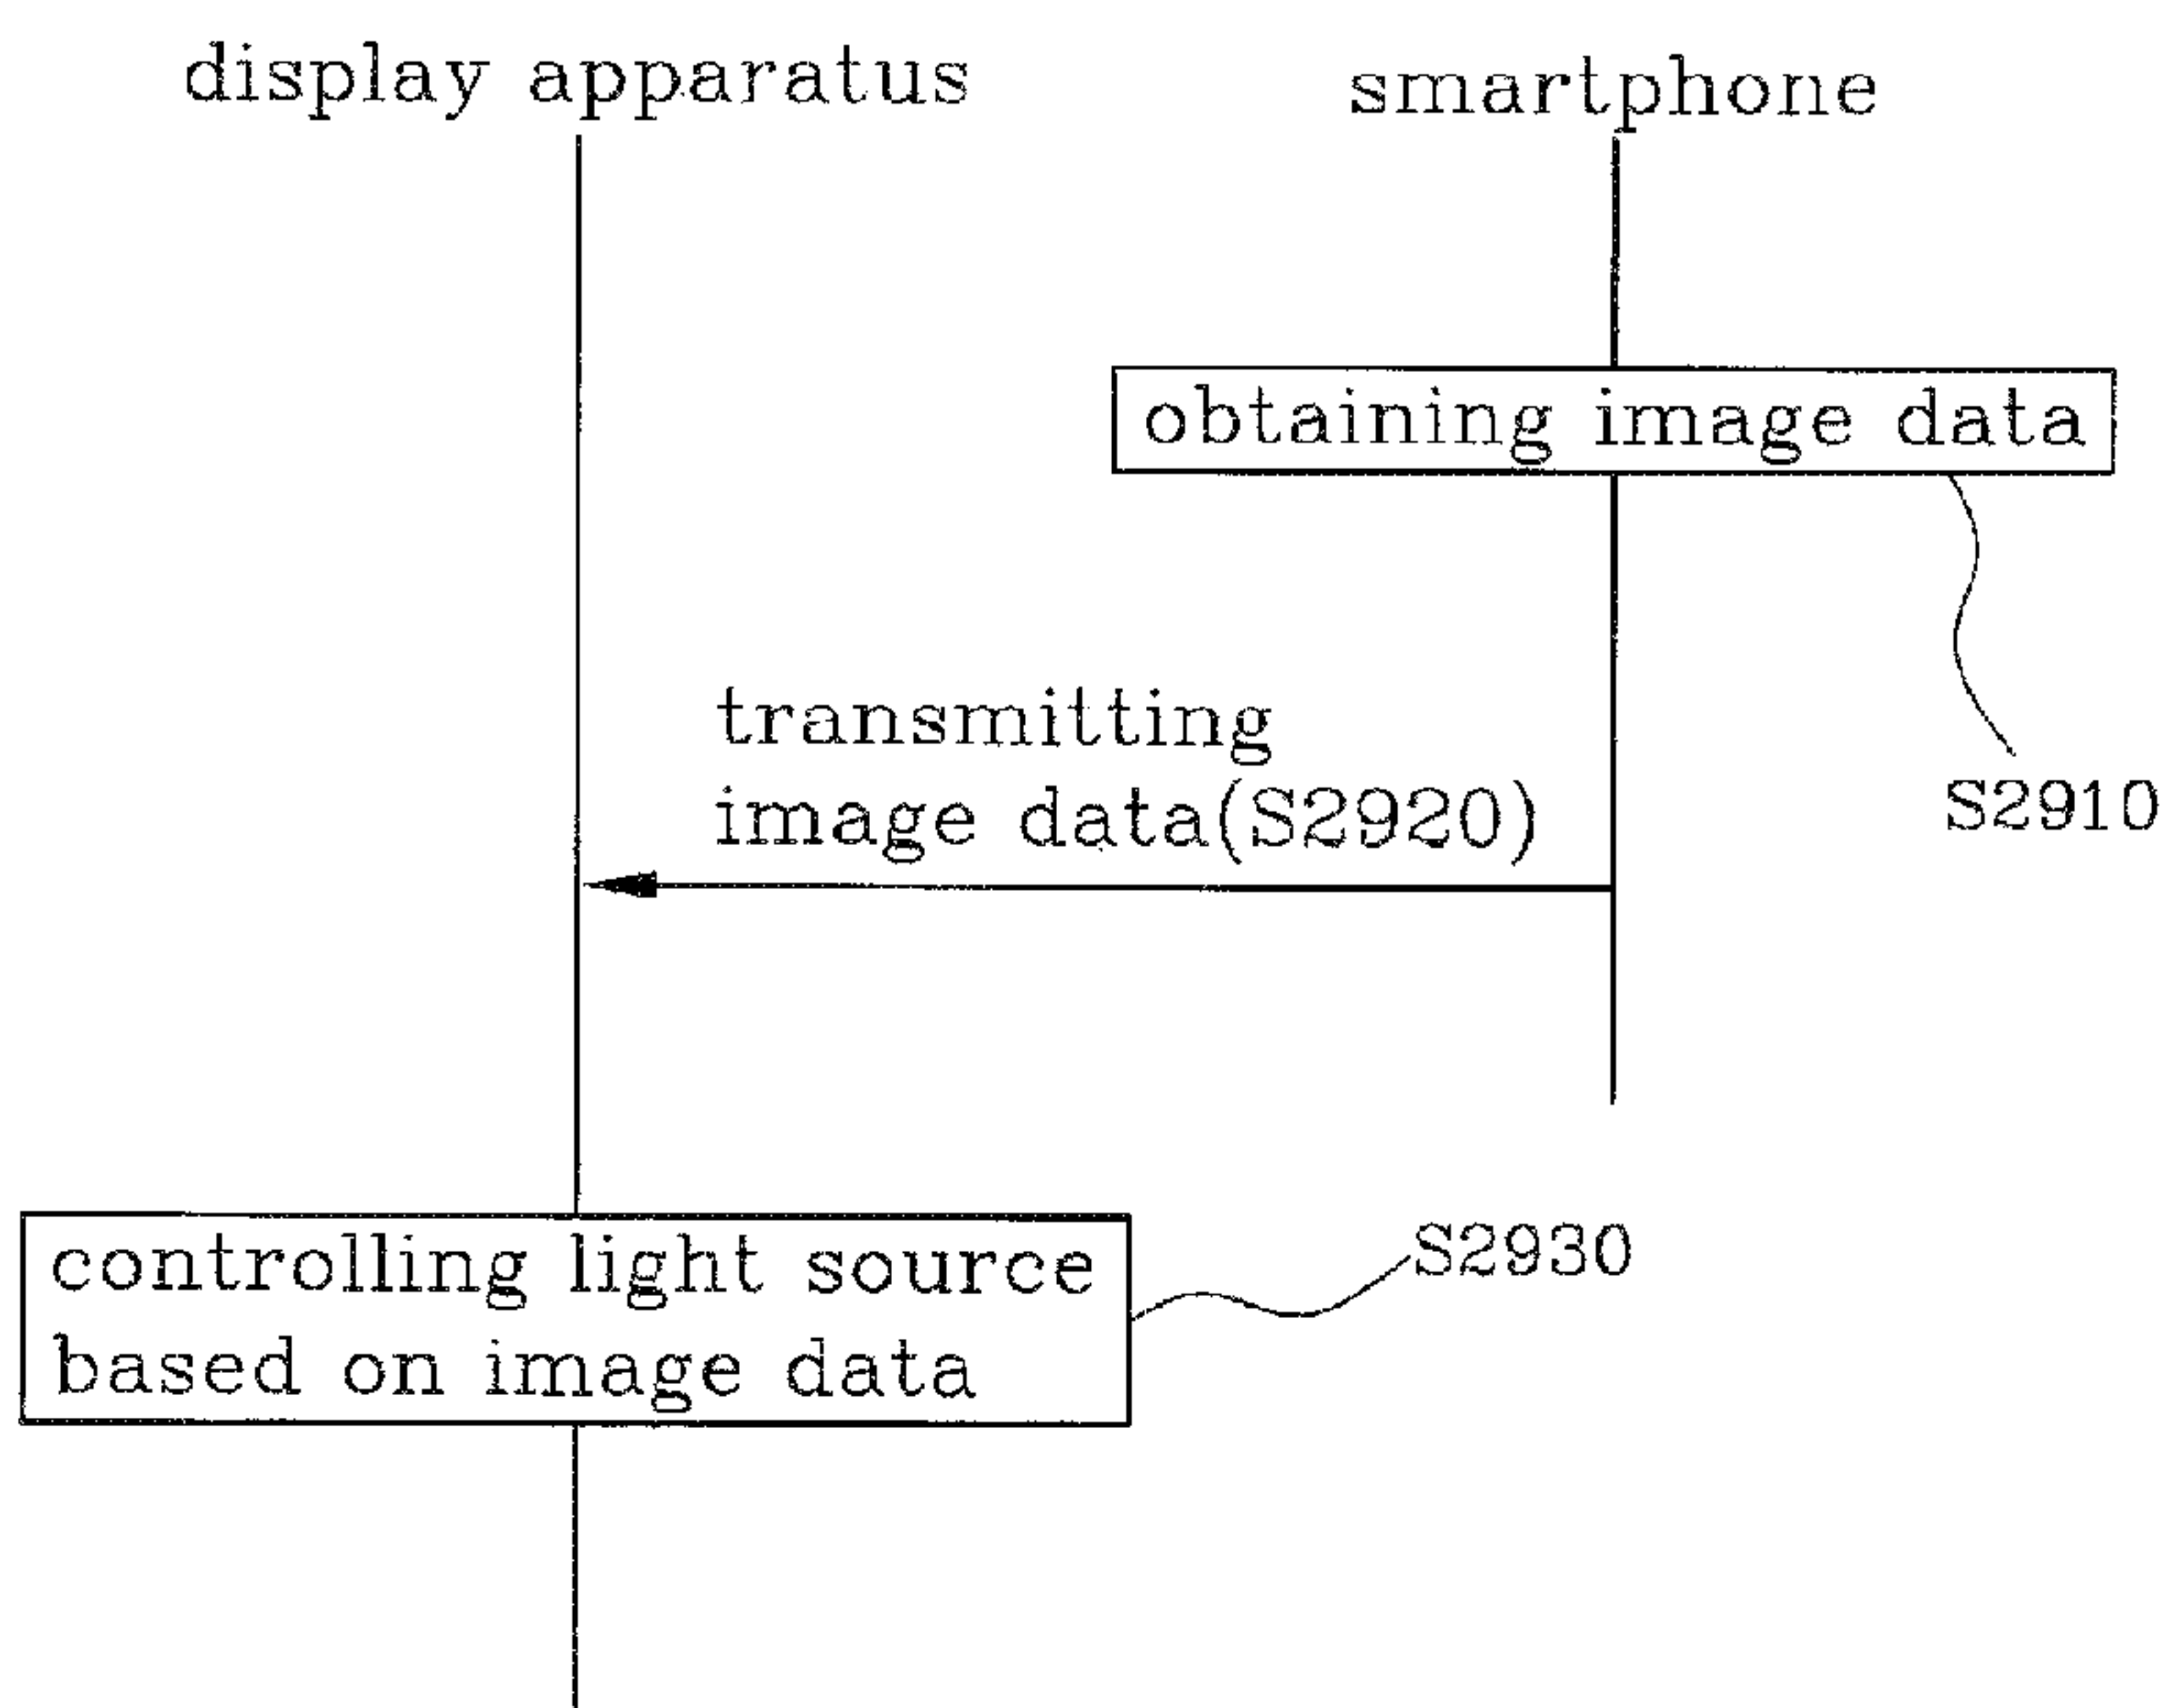 display apparatus
smartphone
obtaining image data
S2910
transmitting
image data(S2920)
controlling light source
based on image data
S2930